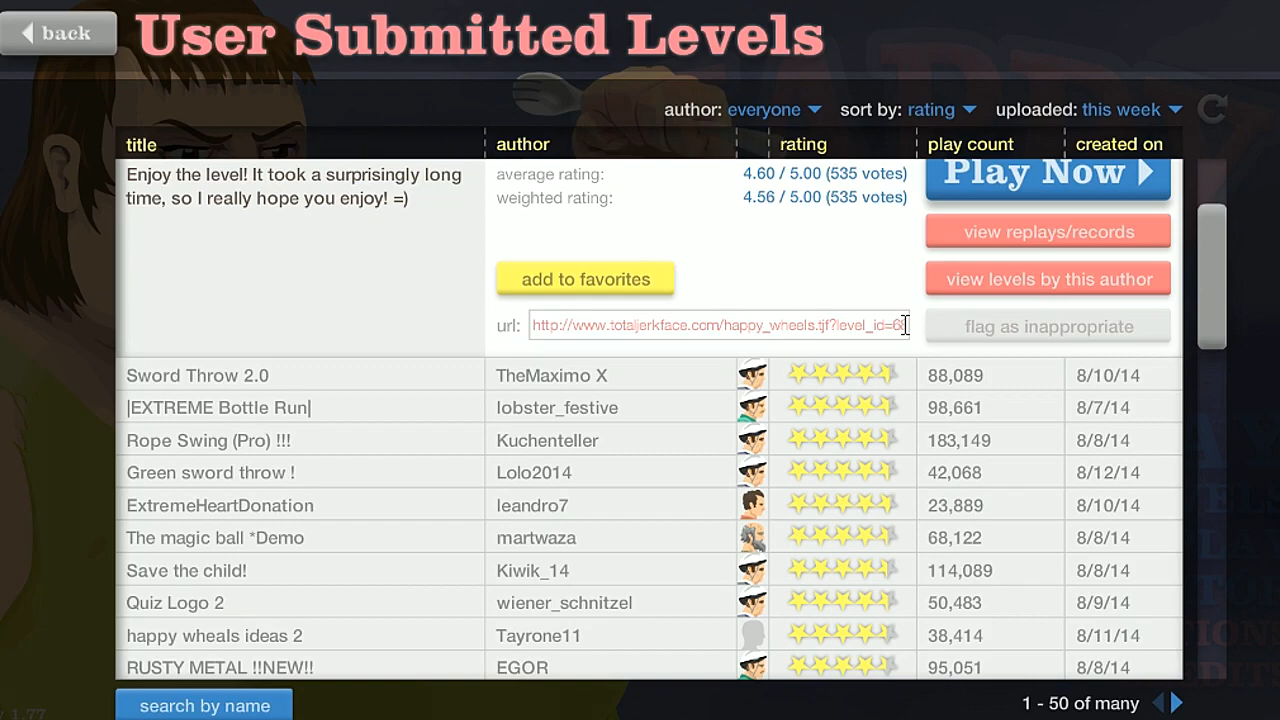 back
User Submitted Levels
author: everyone sort by: rating uploaded: this week
title author rating play count created on
Enjoy the level! It took a surprisingly long
time, so I really hope you enjoy! =)
average rating: 4.60 / 5.00 (535 votes)
weighted rating: 4.56 / 5.00 (535 votes)
Play Now
view replays/records
add to favorites
view levels by this author
url: http://www.totaljerkface.com/happy_wheels.tjf?level_id=6
flag as inappropriate
Sword Throw 2.0 TheMaximo X 88,089 8/10/14
|EXTREME Bottle Run| lobster_festive 98,661 8/7/14
Rope Swing (Pro) !!! Kuchenteller 183,149 8/8/14
Green sword throw ! Lolo2014 42,068 8/12/14
ExtremeHeartDonation leandro7 23,889 8/10/14
The magic ball *Demo martwaza 68,122 8/8/14
Save the child! Kiwik_14 114,089 8/8/14
Quiz Logo 2 wiener_schnitzel 50,483 8/9/14
happy wheals ideas 2 Tayrone11 38,414 8/11/14
RUSTY METAL !!NEW!! EGOR 95,051 8/8/14
search by name
1 - 50 of many
1.77